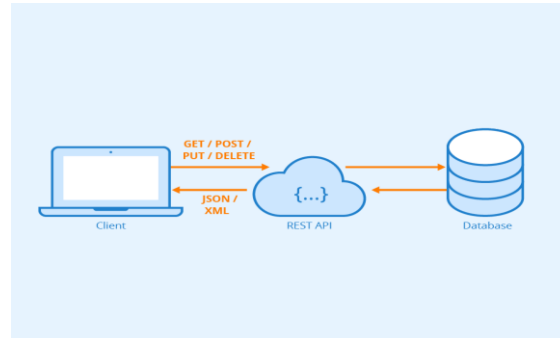 GET / POST /
PUT / DELETE
JSON /
XML
{...}
Client
REST API
Database